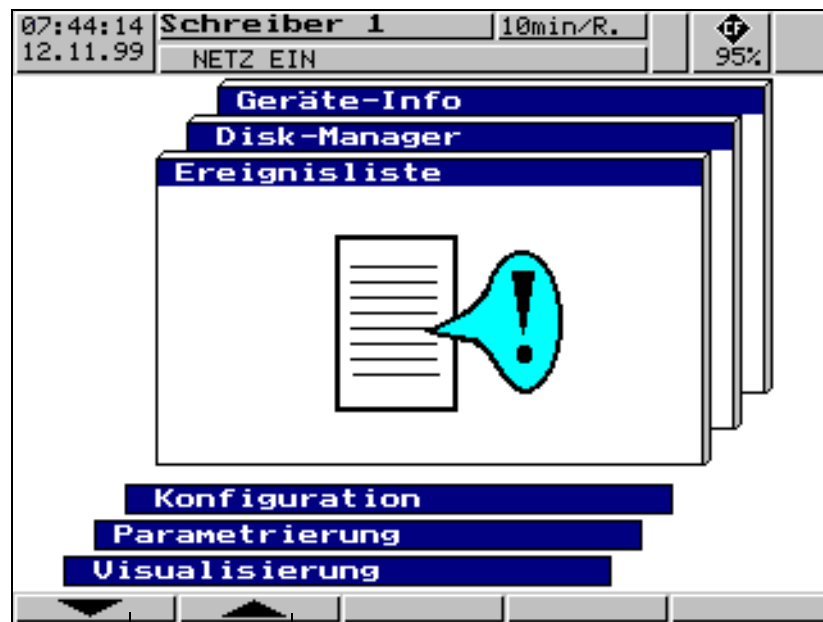 07:44:14 Schreiber 1 10min/R. CF
12.11.99 NETZ EIN 95%
Geräte-Info
Disk-Manager
Ereignisliste
!
Konfiguration
Parametrierung
Visualisierung